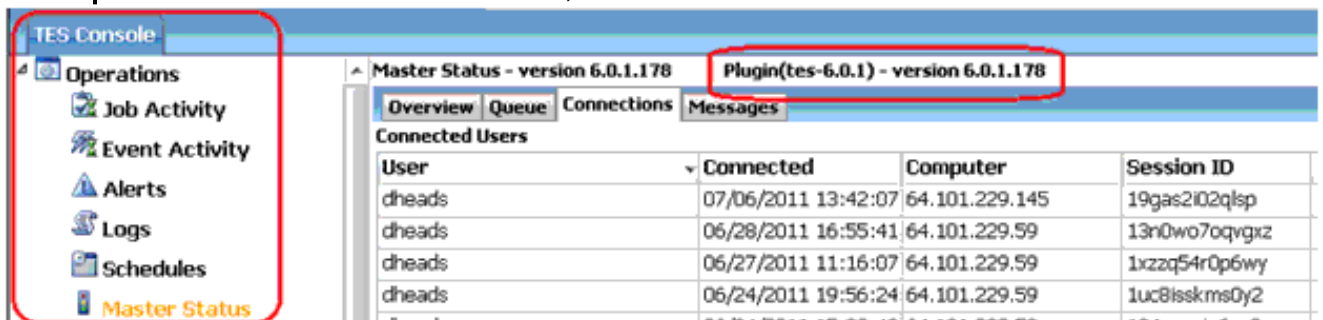 TES Console
Operations
Job Activity
Event Activity
Alerts
Logs
Schedules
Master Status
Master Status - version 6.0.1.178 Plugin(tes-6.0.1) - version 6.0.1.178
Overview Queue Connections Messages
Connected Users
User Connected Computer Session ID
dheads 07/06/2011 13:42:07 64.101.229.145 19gas2i02qlsp
dheads 06/28/2011 16:55:41 64.101.229.59 13n0wo7oqvgxz
dheads 06/27/2011 11:16:07 64.101.229.59 1xzzq54r0p6wy
dheads 06/24/2011 19:56:24 64.101.229.59 1uc8isskms0y2